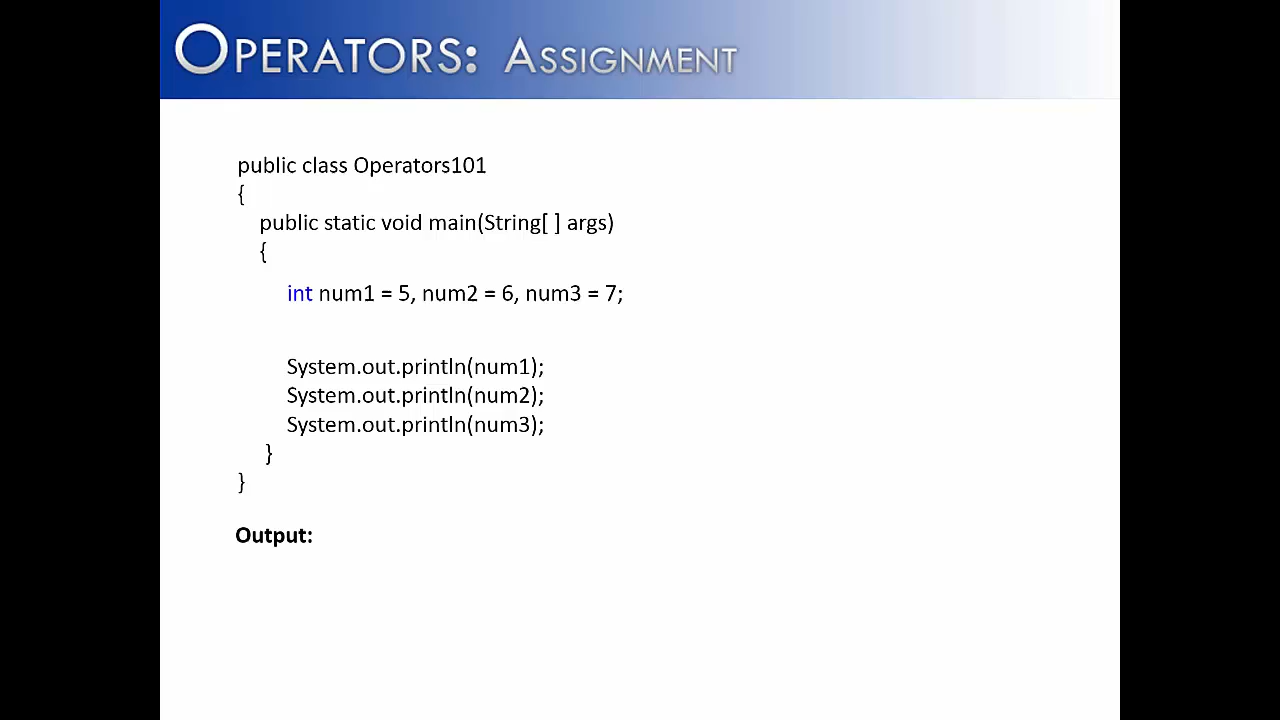 OPERATORS: ASSIGNMENT
public class Operators101
{
public static void main(String[ ] args)
{
int num1 = 5, num2 = 6, num3 = 7;
System.out.println(num1);
System.out.println(num2);
System.out.println(num3);
}
}
Output: